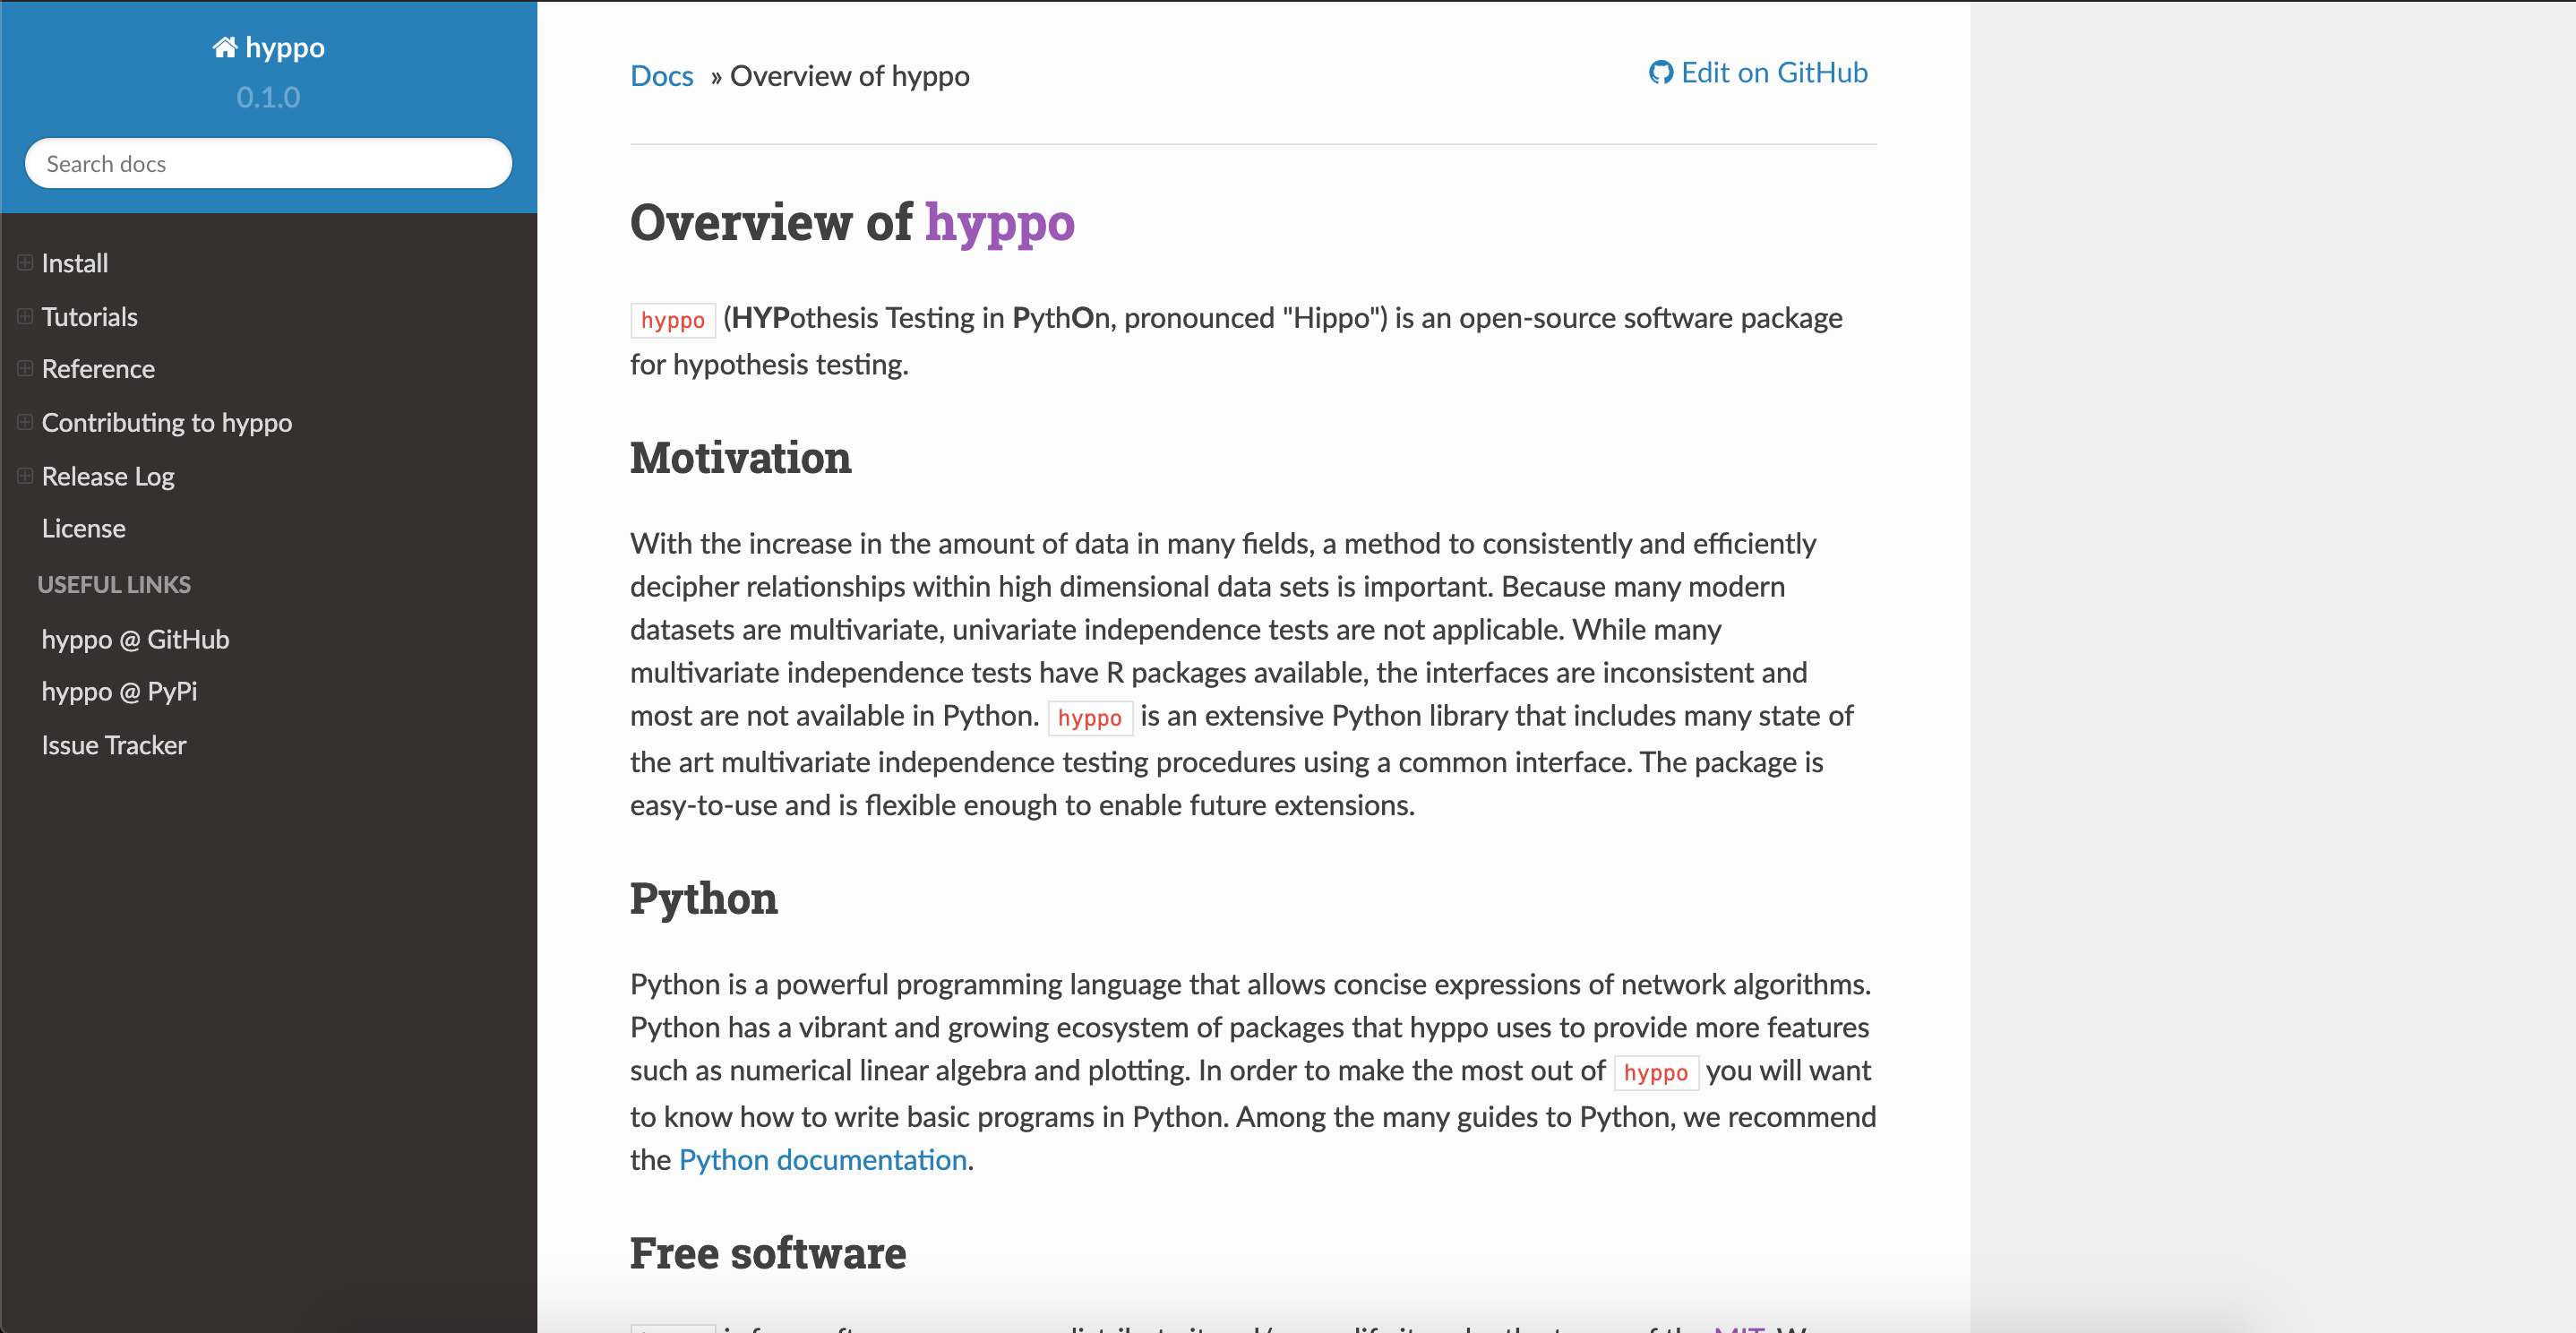 hyppo
0.1.0
Search docs
Install
Tutorials
Reference
Contributing to hyppo
Release Log
License
USEFUL LINKS
hyppo @ GitHub
hyppo @ PyPi
Issue Tracker
Docs » Overview of hyppo
Edit on GitHub
Overview of hyppo
hyppo (HYPothesis Testing in PythOn, pronounced "Hippo") is an open-source software package
for hypothesis testing.
Motivation
With the increase in the amount of data in many fields, a method to consistently and efficiently
decipher relationships within high dimensional data sets is important. Because many modern
datasets are multivariate, univariate independence tests are not applicable. While many
multivariate independence tests have R packages available, the interfaces are inconsistent and
most are not available in Python. hyppo is an extensive Python library that includes many state of
the art multivariate independence testing procedures using a common interface. The package is
easy-to-use and is flexible enough to enable future extensions.
Python
Python is a powerful programming language that allows concise expressions of network algorithms.
Python has a vibrant and growing ecosystem of packages that hyppo uses to provide more features
such as numerical linear algebra and plotting. In order to make the most out of hyppo you will want
to know how to write basic programs in Python. Among the many guides to Python, we recommend
the Python documentation.
Free software